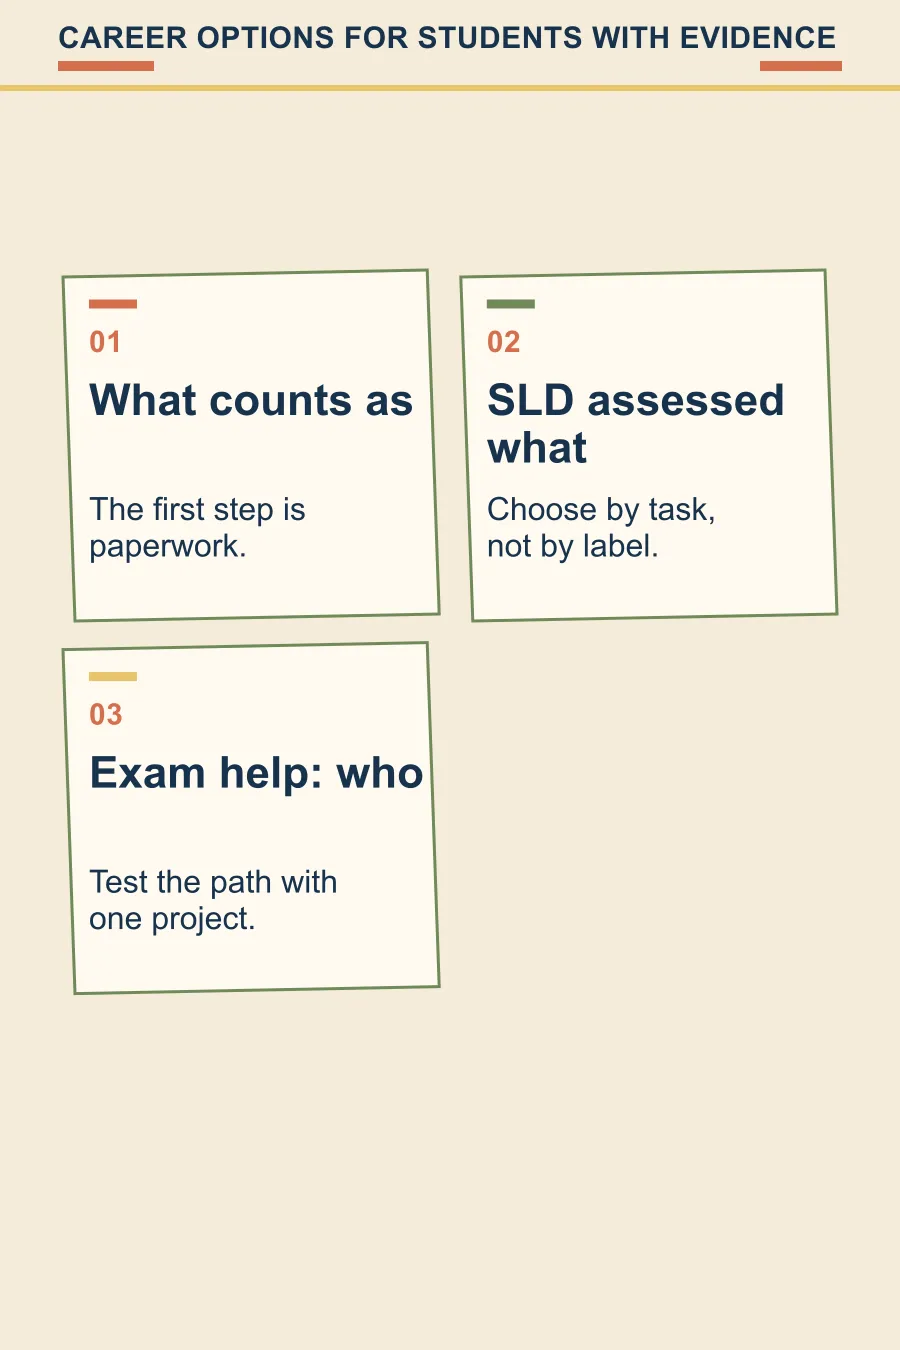 CAREER OPTIONS FOR STUDENTS WITH EVIDENCE
01
What counts as
The first step is
paperwork.
02
SLD assessed
what
Choose by task,
not by label.
03
Exam help: who
Test the path with
one project.